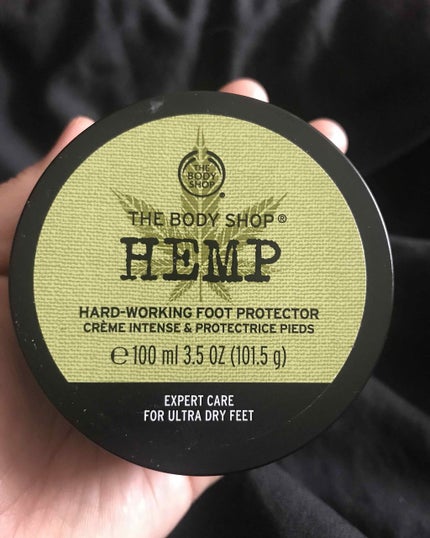 THE
BODY
SHOP
THE BODY SHOP®
HEMP
HARD-WORKING FOOT PROTECTOR
CRÈME INTENSE & PROTECTRICE PIEDS
℮100 ml 3.5 OZ (101.5 g)
EXPERT CARE
FOR ULTRA DRY FEET